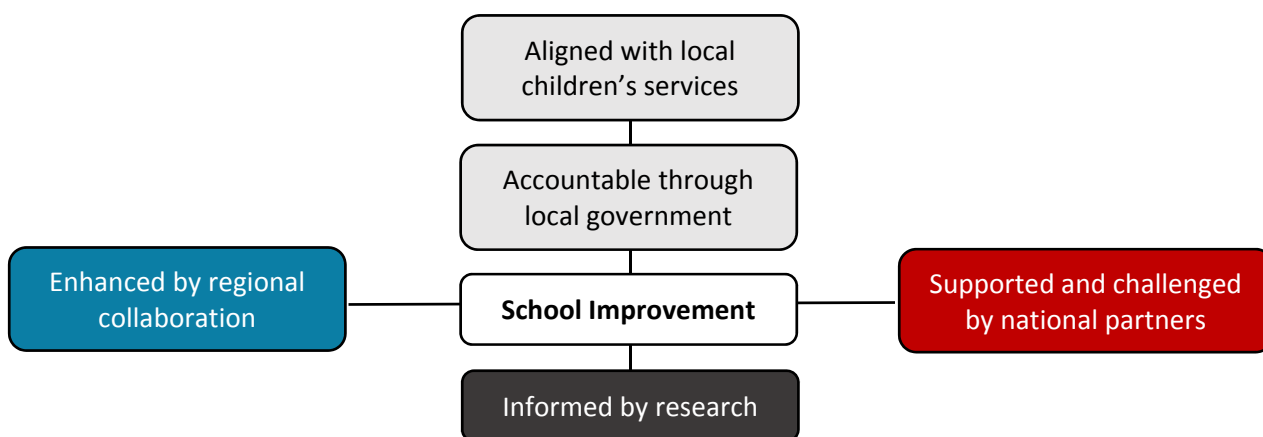 Aligned with local
children’s services
Accountable through
local government
Enhanced by regional
collaboration
School Improvement
Supported and challenged
by national partners
Informed by research